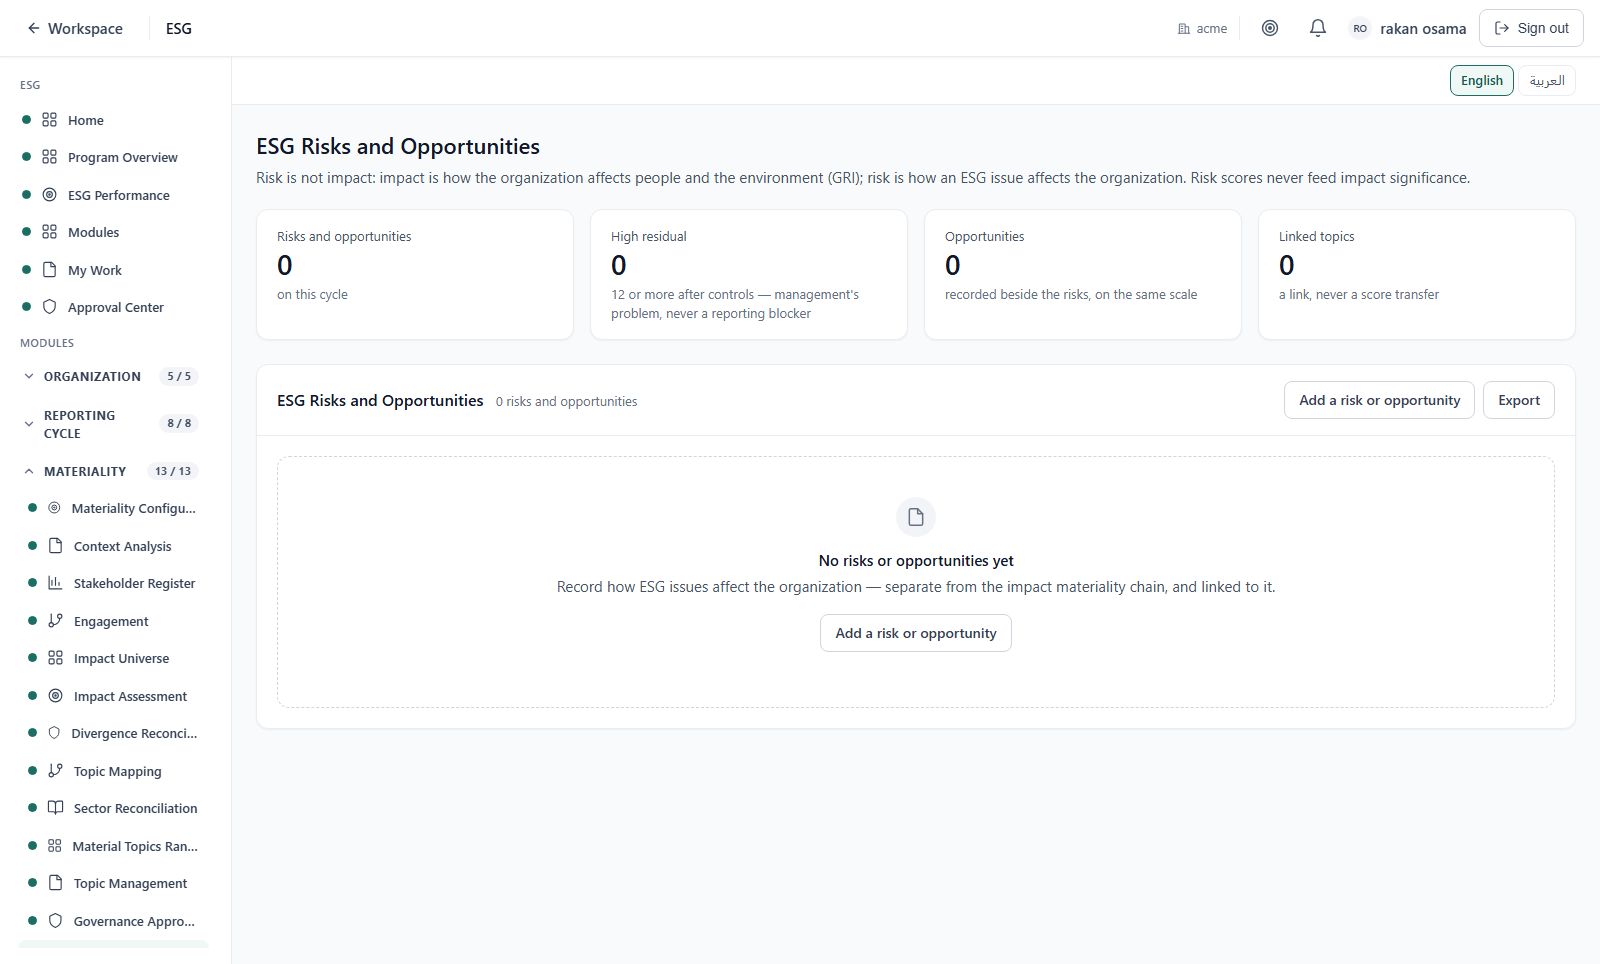 Workspace
ESG
acme
RO
rakan osama
Sign out
English
العربية
ESG
Home
Program Overview
ESG Performance
Modules
My Work
Approval Center
MODULES
ORGANIZATION
5 / 5
REPORTING
CYCLE
8 / 8
MATERIALITY
13 / 13
Materiality Configu...
Context Analysis
Stakeholder Register
Engagement
Impact Universe
Impact Assessment
Divergence Reconci...
Topic Mapping
Sector Reconciliation
Material Topics Ran...
Topic Management
Governance Appro...
ESG Risks and Opportunities
Risk is not impact: impact is how the organization affects people and the environment (GRI); risk is how an ESG issue affects the organization. Risk scores never feed impact significance.
Risks and opportunities
0
on this cycle
High residual
0
12 or more after controls — management's
problem, never a reporting blocker
Opportunities
0
recorded beside the risks, on the same scale
Linked topics
0
a link, never a score transfer
ESG Risks and Opportunities
0 risks and opportunities
Add a risk or opportunity
Export
No risks or opportunities yet
Record how ESG issues affect the organization — separate from the impact materiality chain, and linked to it.
Add a risk or opportunity